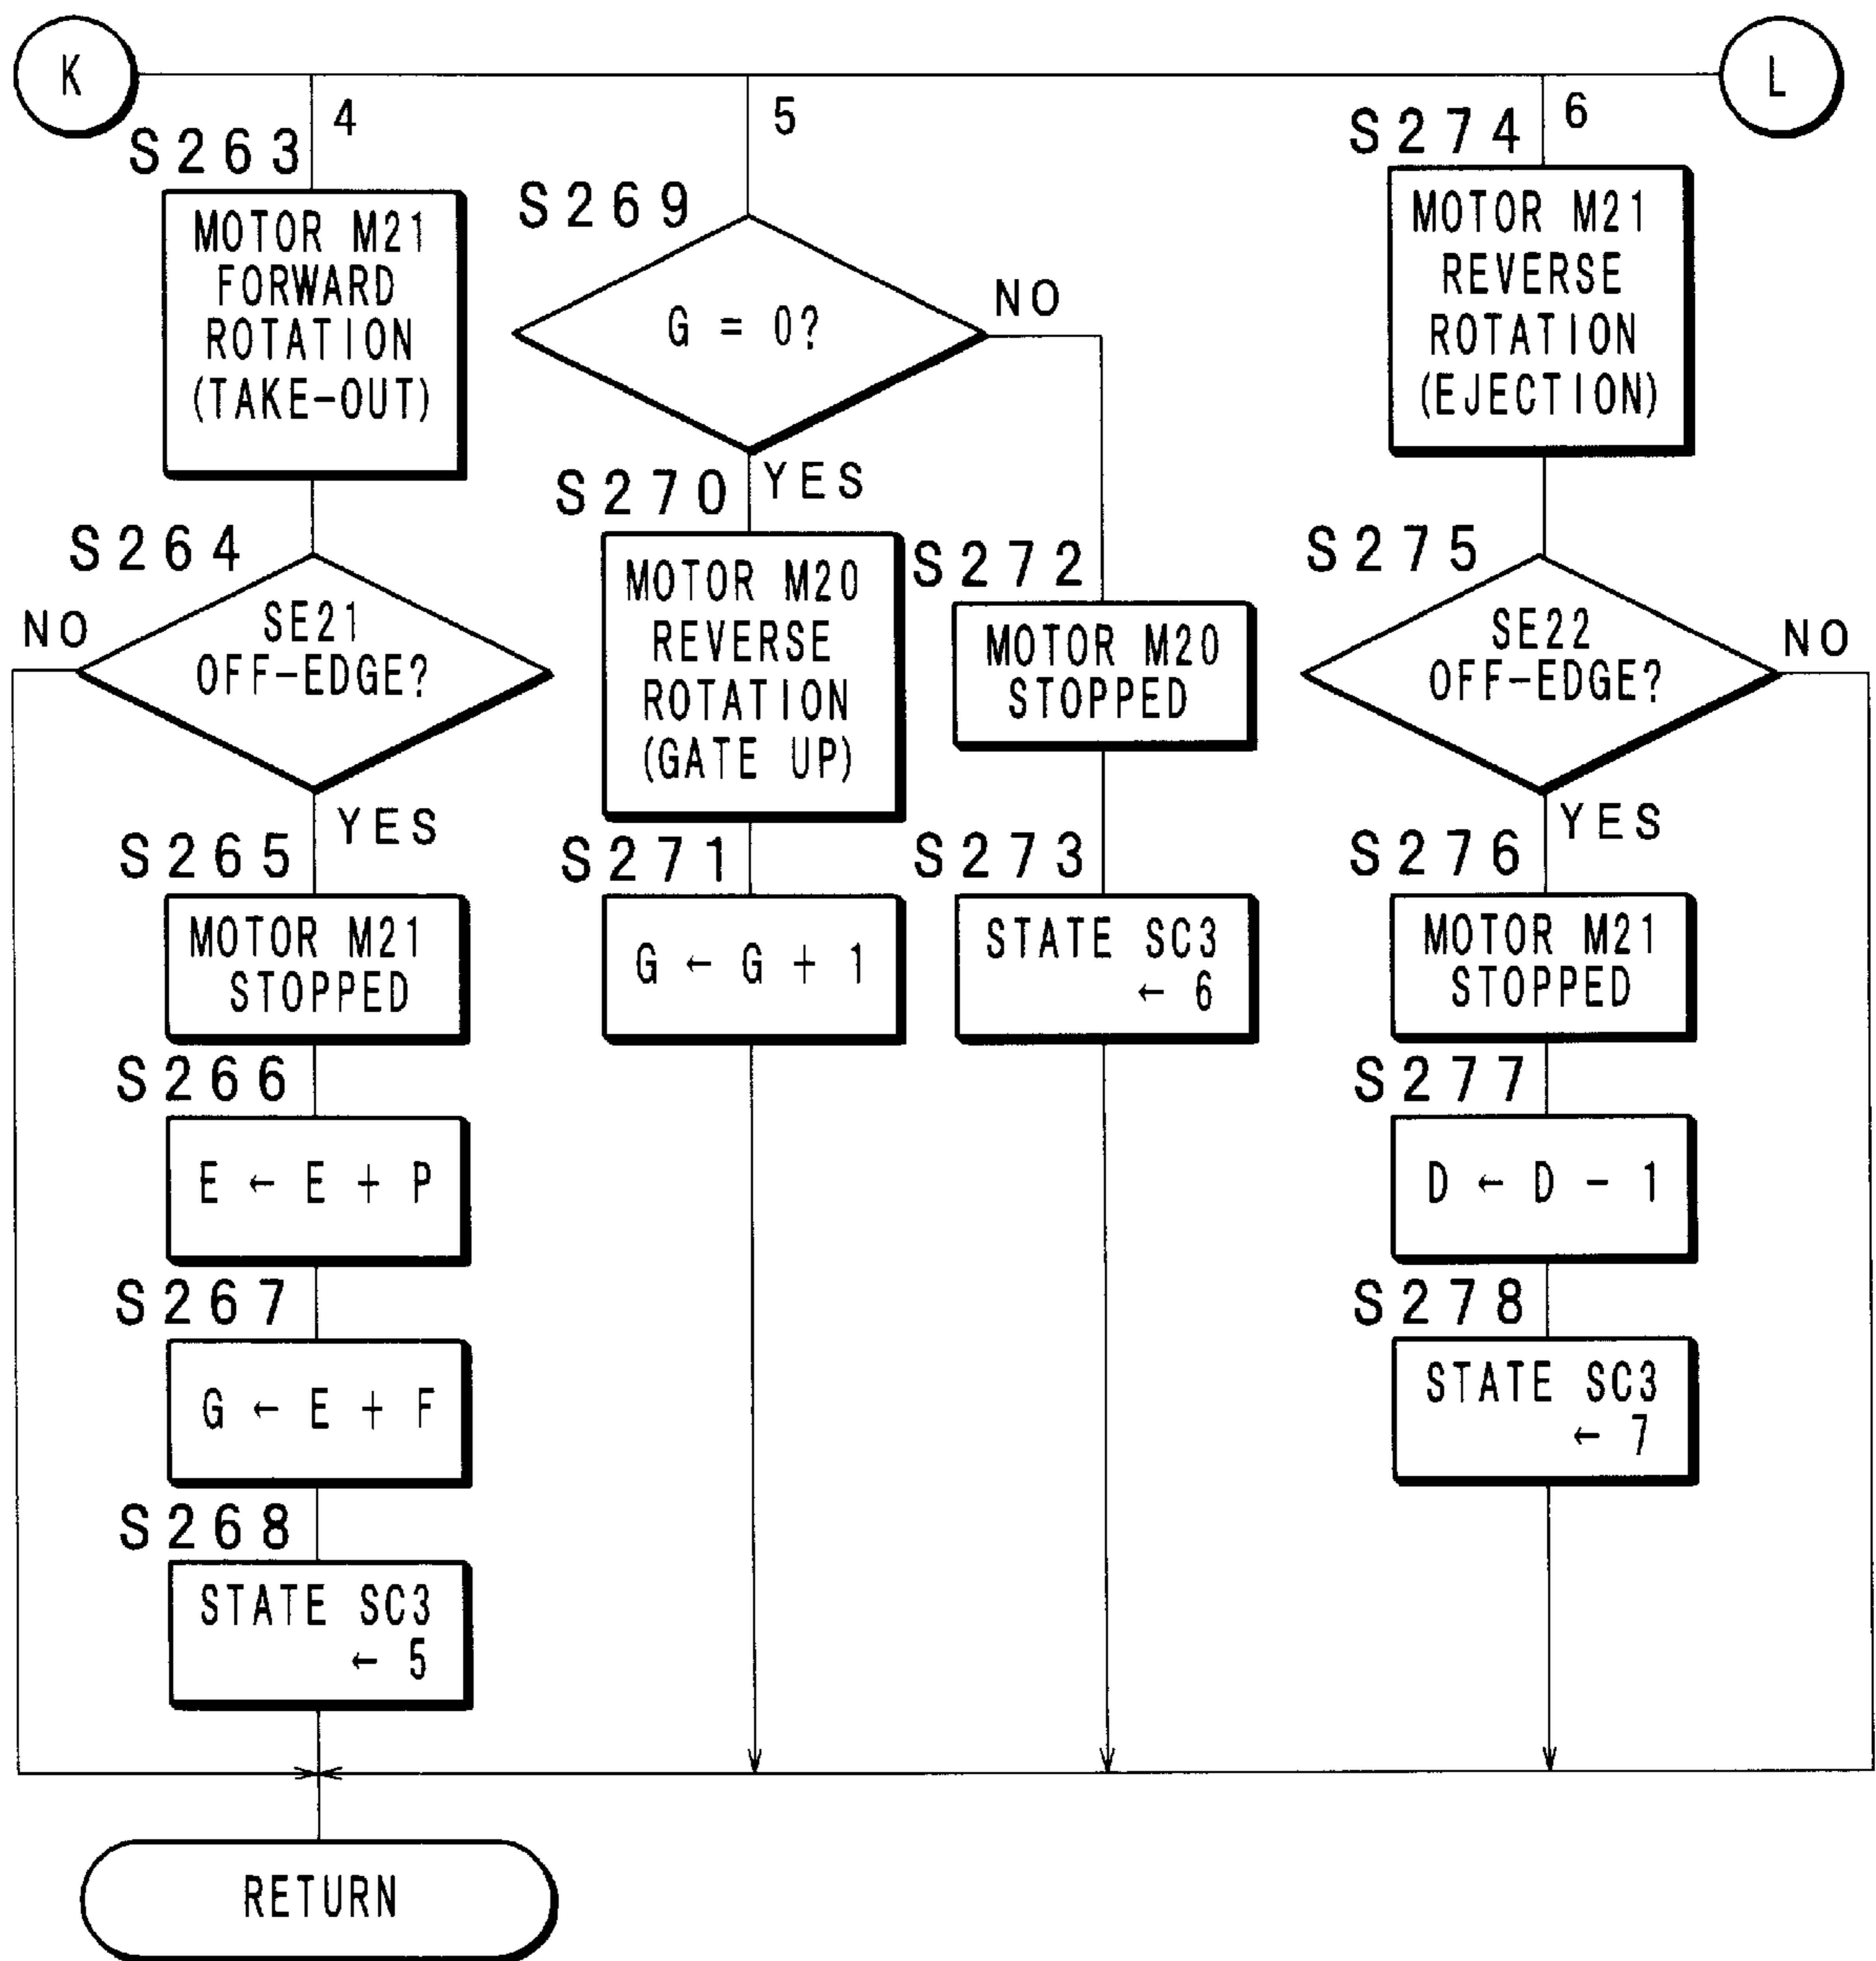 K
L
4
S263
MOTOR M21
FORWARD
ROTATION
(TAKE-OUT)
S264
SE21
OFF-EDGE?
NO
YES
S265
MOTOR M21
STOPPED
S266
E ← E + P
S267
G ← E + F
S268
STATE SC3
← 5
5
S269
G = 0?
NO
YES
S270
MOTOR M20
REVERSE
ROTATION
(GATE UP)
S271
G ← G + 1
S272
MOTOR M20
STOPPED
S273
STATE SC3
← 6
6
S274
MOTOR M21
REVERSE
ROTATION
(EJECTION)
S275
SE22
OFF-EDGE?
NO
YES
S276
MOTOR M21
STOPPED
S277
D ← D - 1
S278
STATE SC3
← 7
RETURN